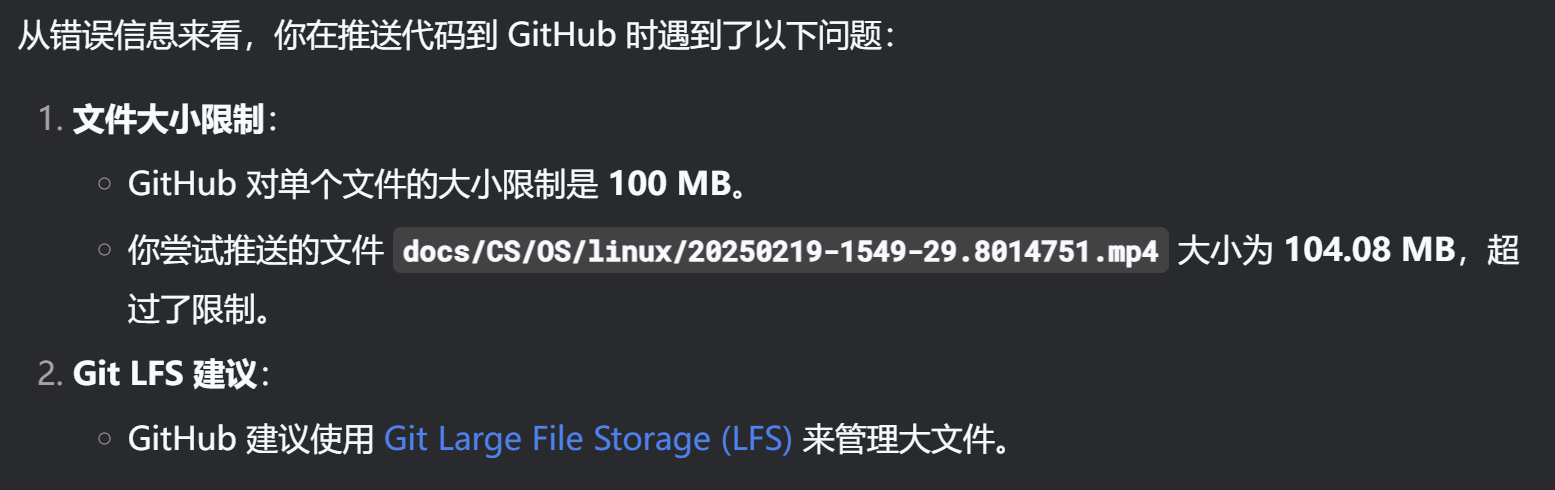 从错误信息来看，你在推送代码到 GitHub 时遇到了以下问题：
1. 文件大小限制：
○ GitHub 对单个文件的大小限制是 100 MB。
○ 你尝试推送的文件 docs/CS/OS/linux/20250219-1549-29.8014751.mp4 大小为 104.08 MB，超
过了限制。
2. Git LFS 建议：
○ GitHub 建议使用 Git Large File Storage (LFS) 来管理大文件。